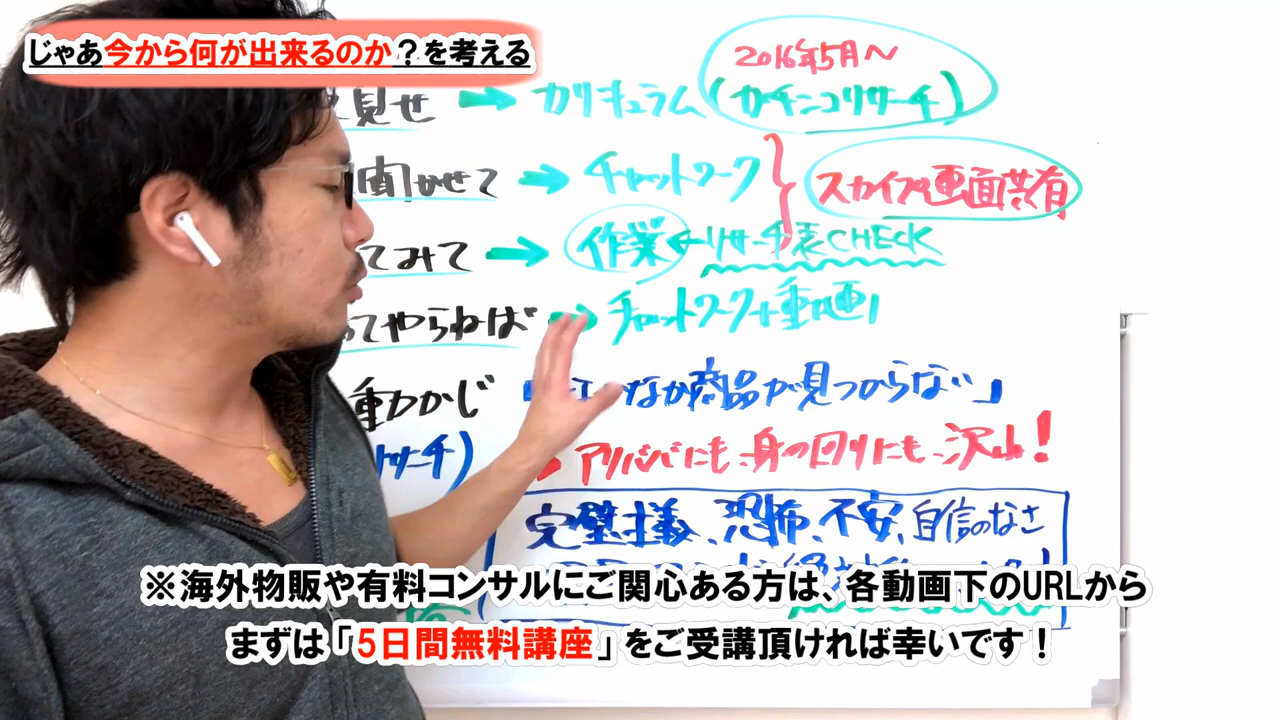 じゃあ今から何が出来るのか？を考える
2016年5月〜
見せ → カリキュラム (ガチンコリサーチ)
聞かせて → チャットワーク } スカイプ画面共有
てみて → 作業 ← リサーチ表CHECK
てやらねば → チャットワーク+動画
動かじ なか商品が見つからない」
リサーチ) アリババにも、身の回りにも、沢山!
完璧主義、恐怖、不安、自信のなさ
※海外物販や有料コンサルにご関心ある方は、各動画下のURLから
まずは「5日間無料講座」をご受講頂ければ幸いです！